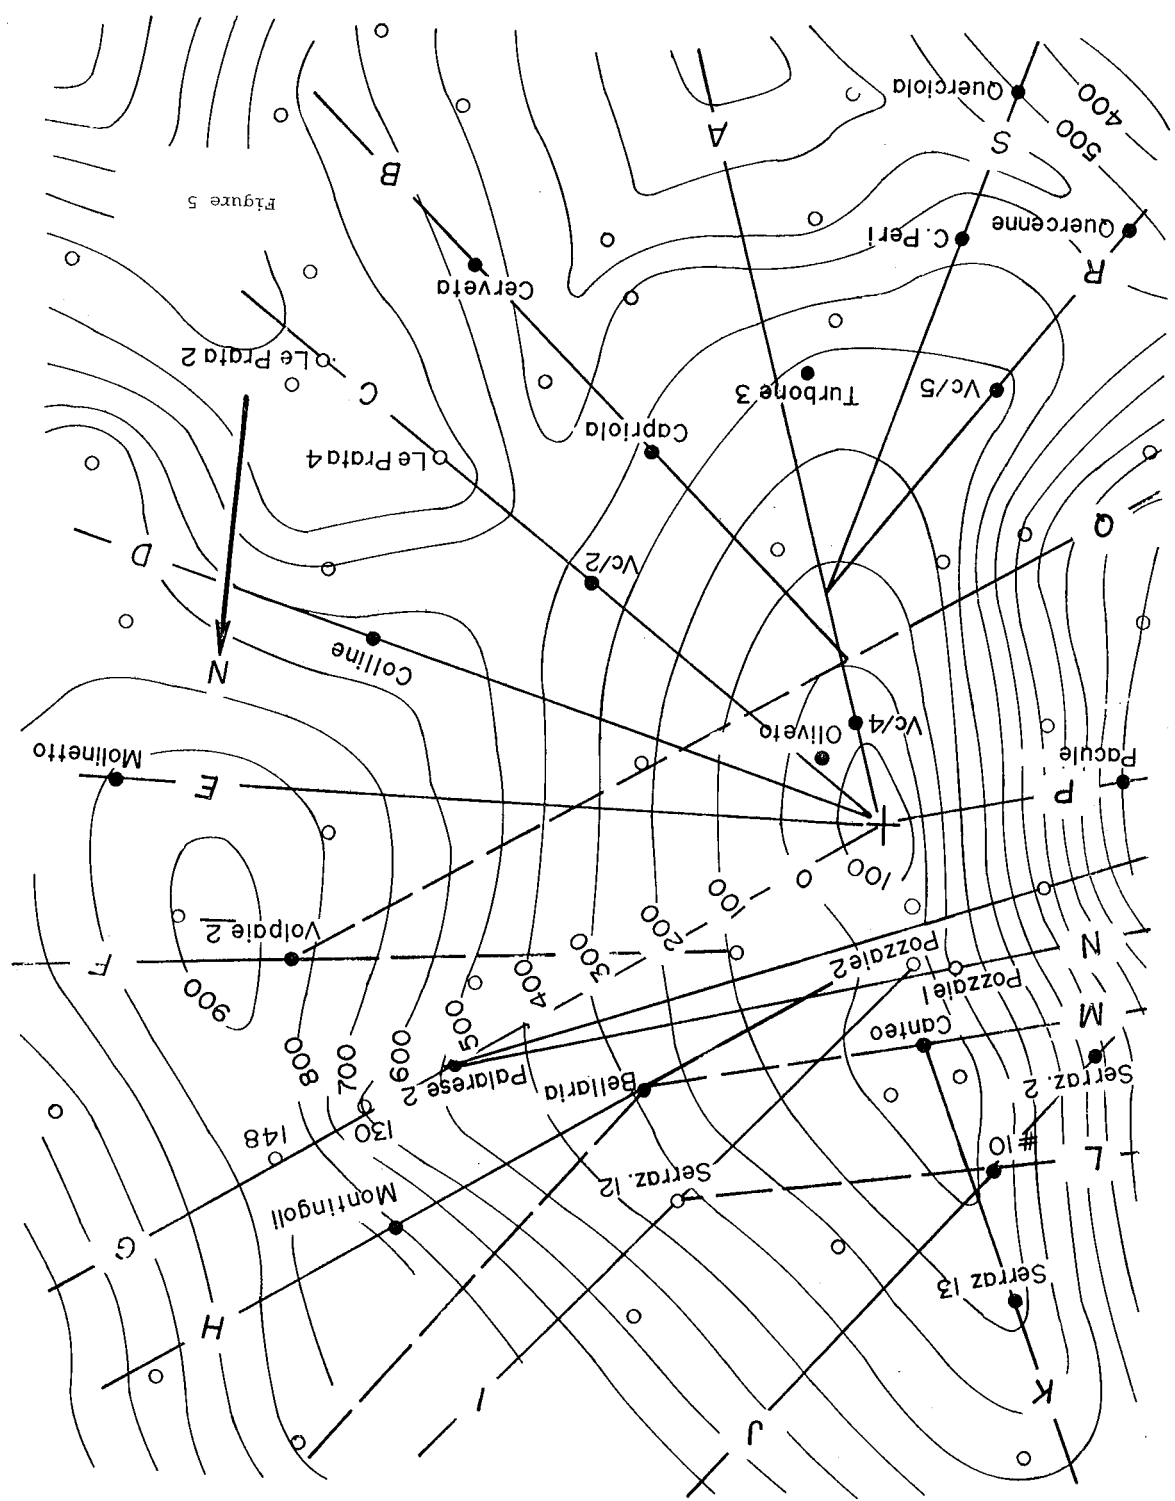 J
K
I
H
Serraz 13
G
Montingoli
Serraz. 12
L
#10
130
148
Serraz. 2
Bellaria
Palarese 2
600
700
800
Canteo
M
500
Pozzaie 1
400
900
300
Pozzaie 2
N
F
Volpaie 2
200
100
0
100
P
E
Pacule
Molinetto
Oliveto
Vc/4
N
Colline
Vc/2
D
Q
Le Prata 4
Capriola
C
Turbone 3
Vc/5
Le Prata 2
Cerveta
R
C. Peri
Quercenne
Figure 5
B
S
500
A
400
Querciola